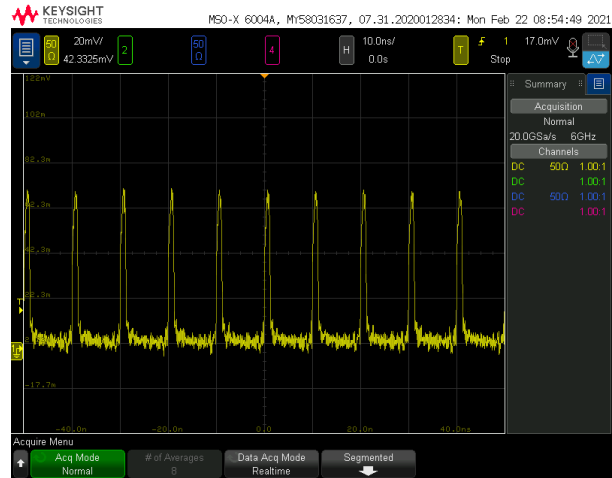 KEYSIGHT
TECHNOLOGIES
MSO-X 6004A, MY58031637, 07.31.2020012834: Mon Feb 22 08:54:49 2021
50Ω 20mV/ 42.3325mV 2 50Ω 4 H 10.0ns/ 0.0s T 1 17.0mV Stop
122mV
102m
82.3m
42.3m
22.3m
-17.7m
-40.0n -20.0n 0.0 20.0n 40.0ns
T
Summary
Acquisition
Normal
20.0GSa/s 6GHz
Channels
DC 50Ω 1.00:1
DC 1.00:1
DC 50Ω 1.00:1
DC 1.00:1
Acquire Menu
Acq Mode
Normal
# of Averages
8
Data Acq Mode
Realtime
Segmented